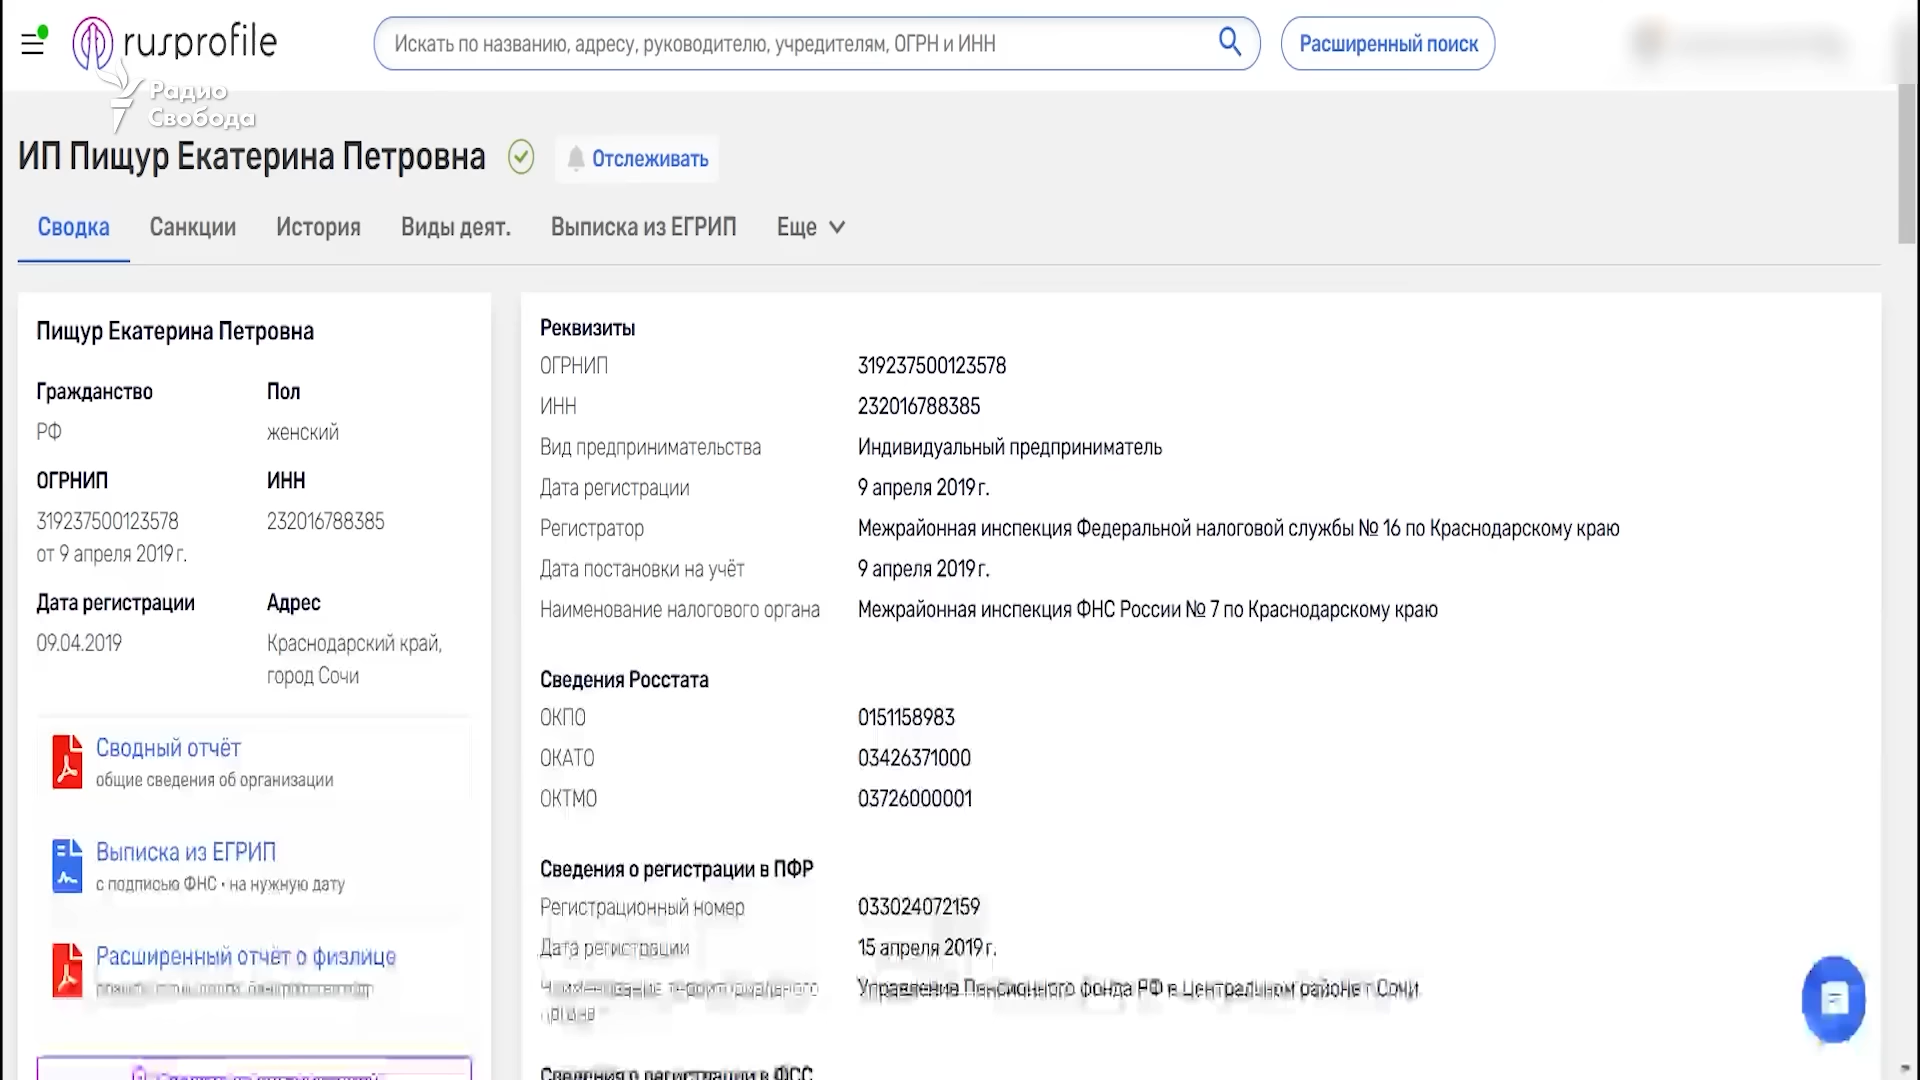 rusprofile
Искать по названию, адресу, руководителю, учредителям, ОГРН и ИНН
Расширенный поиск
Радио
Свобода
ИП Пищур Екатерина Петровна
Отслеживать
Сводка Санкции История Виды деят. Выписка из ЕГРИП Еще
Пищур Екатерина Петровна
Гражданство Пол
РФ женский
ОГРНИП ИНН
319237500123578 232016788385
от 9 апреля 2019 г.
Дата регистрации Адрес
09.04.2019 Краснодарский край,
город Сочи
Сводный отчёт
общие сведения об организации
Выписка из ЕГРИП
с подписью ФНС • на нужную дату
Расширенный отчёт о физлице
Реквизиты
ОГРНИП 319237500123578
ИНН 232016788385
Вид предпринимательства Индивидуальный предприниматель
Дата регистрации 9 апреля 2019 г.
Регистратор Межрайонная инспекция Федеральной налоговой службы № 16 по Краснодарскому краю
Дата постановки на учёт 9 апреля 2019 г.
Наименование налогового органа Межрайонная инспекция ФНС России № 7 по Краснодарскому краю
Сведения Росстата
ОКПО 0151158983
ОКАТО 03426371000
ОКТМО 03726000001
Сведения о регистрации в ПФР
Регистрационный номер 033024072159
Дата регистрации 15 апреля 2019 г.
Наименование территориального Управление Пенсионного фонда РФ в Центральном районе г. Сочи
органа
Сведения о регистрации в ФСС